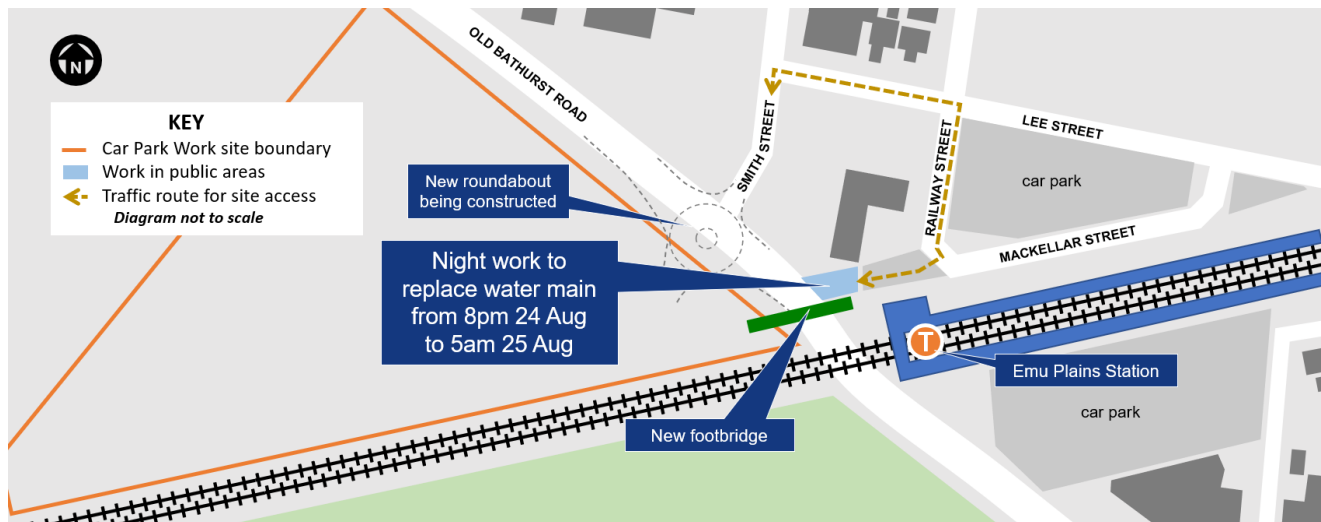 N
KEY
Car Park Work site boundary
Work in public areas
Traffic route for site access
Diagram not to scale
OLD BATHURST ROAD
SMITH STREET
LEE STREET
RAILWAY STREET
car park
MACKELLAR STREET
New roundabout
being constructed
Night work to
replace water main
from 8pm 24 Aug
to 5am 25 Aug
T
Emu Plains Station
car park
New footbridge